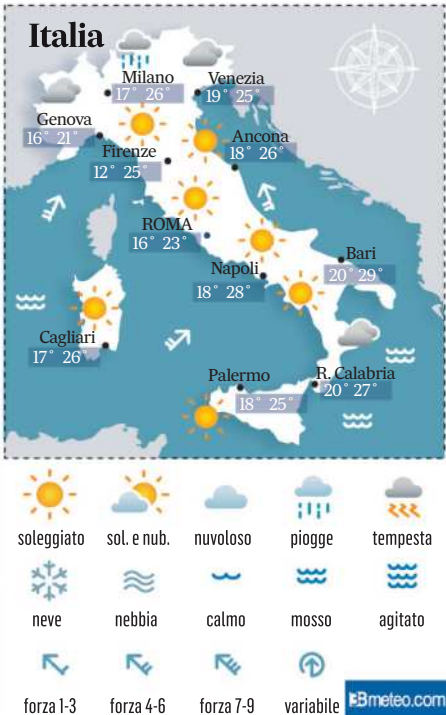 Italia
Milano
17° 26°
Venezia
19° 25°
Genova
16° 21°
Firenze
12° 25°
Ancona
18° 26°
ROMA
16° 23°
Bari
20° 29°
Napoli
18° 28°
Cagliari
17° 26°
Palermo
18° 25°
R. Calabria
20° 27°
soleggiato sol. e nub. nuvoloso piogge tempesta
neve nebbia calmo mosso agitato
forza 1-3 forza 4-6 forza 7-9 variabile
3Bmeteo.com